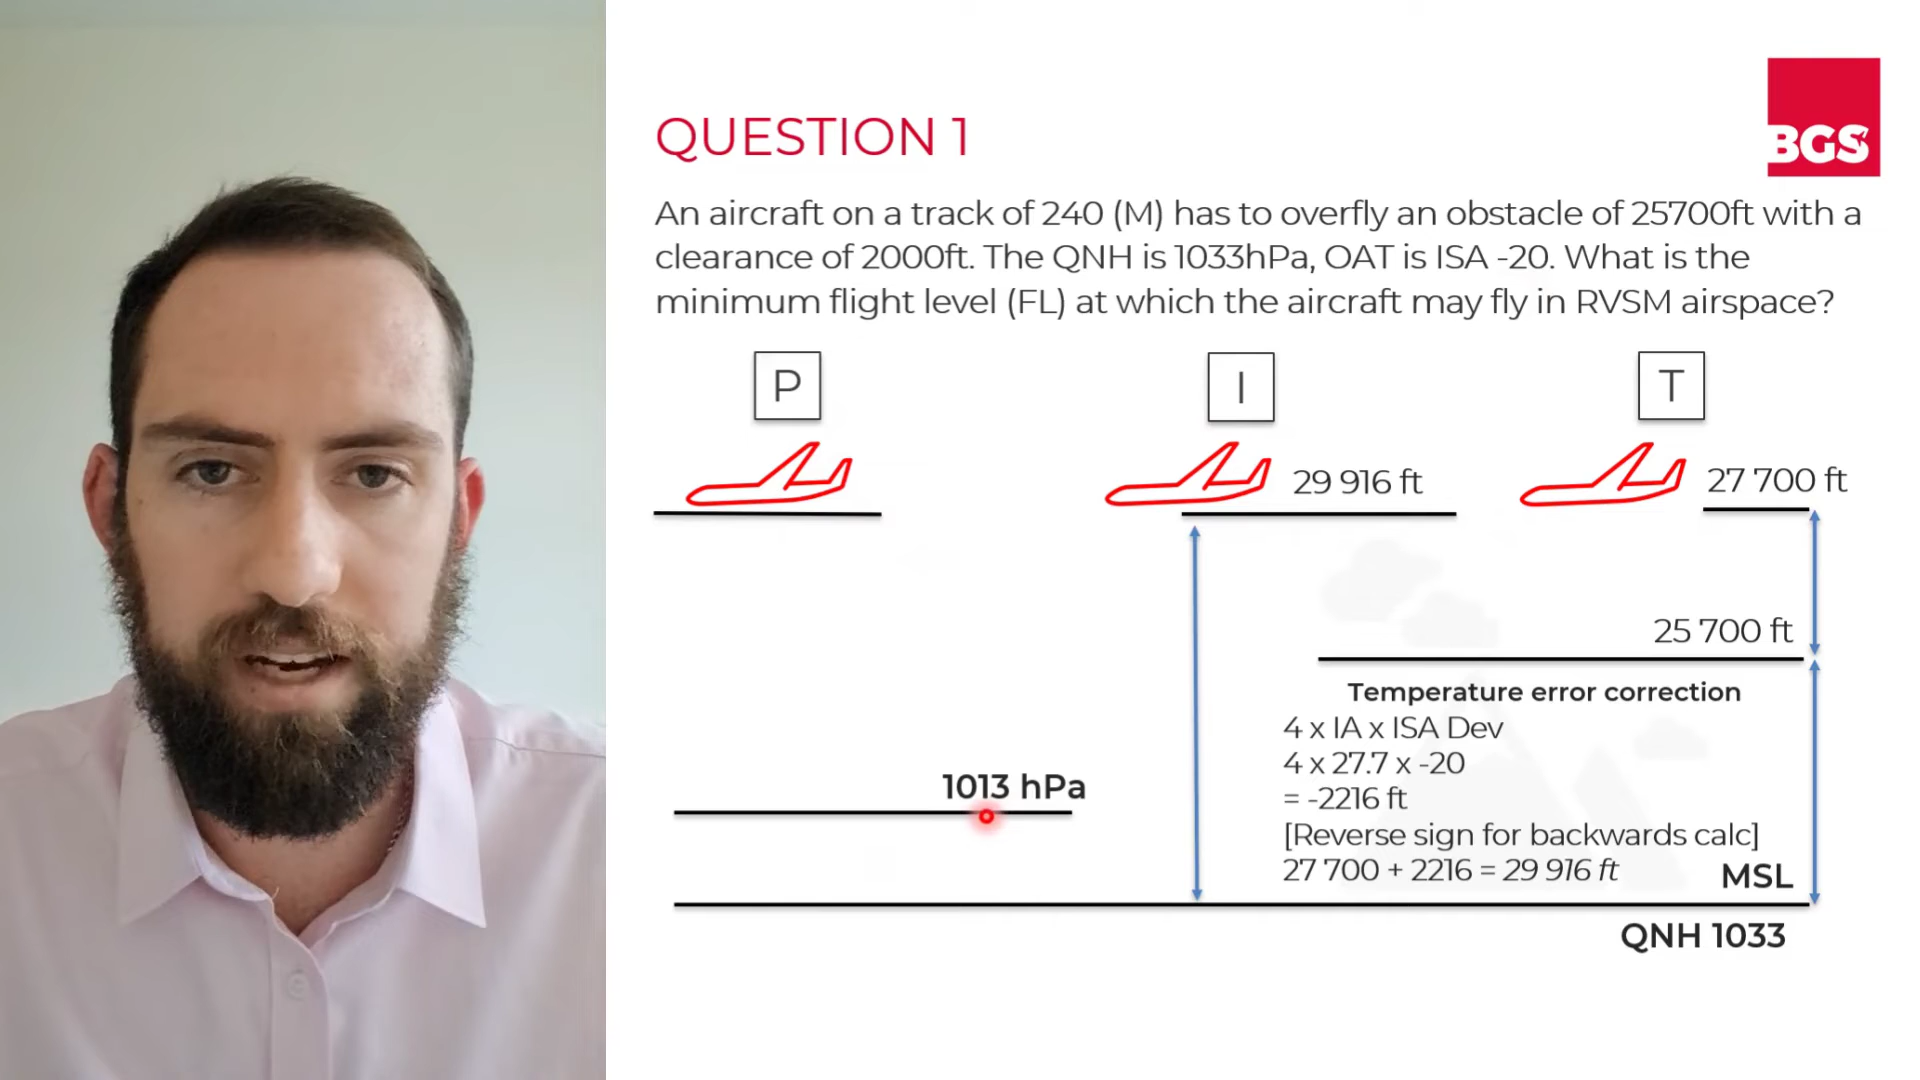 BGS
QUESTION 1
An aircraft on a track of 240 (M) has to overfly an obstacle of 25700ft with a
clearance of 2000ft. The QNH is 1033hPa, OAT is ISA -20. What is the
minimum flight level (FL) at which the aircraft may fly in RVSM airspace?
P
I
T
29 916 ft
27 700 ft
25 700 ft
Temperature error correction
4 x IA x ISA Dev
4 x 27.7 x -20
= -2216 ft
[Reverse sign for backwards calc]
27 700 + 2216 = 29 916 ft
1013 hPa
MSL
QNH 1033